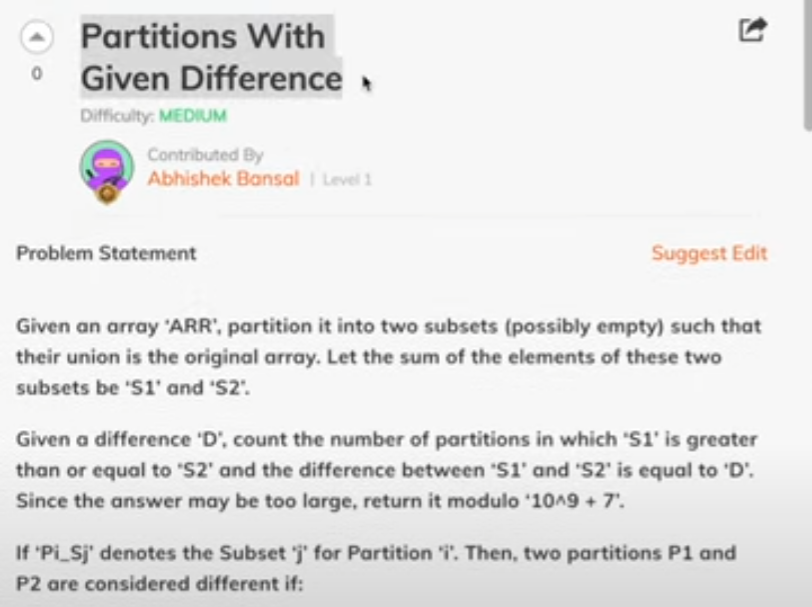 Partitions With
Given Difference
0
Difficulty: MEDIUM
Contributed By
Abhishek Bansal | Level 1
Problem Statement
Suggest Edit
Given an array ‘ARR’, partition it into two subsets (possibly empty) such that
their union is the original array. Let the sum of the elements of these two
subsets be ‘S1’ and ‘S2’.
Given a difference ‘D’, count the number of partitions in which ‘S1’ is greater
than or equal to ‘S2’ and the difference between ‘S1’ and ‘S2’ is equal to ‘D’.
Since the answer may be too large, return it modulo ‘10^9 + 7’.
If ‘Pi_Sj’ denotes the Subset ‘j’ for Partition ‘i’. Then, two partitions P1 and
P2 are considered different if: